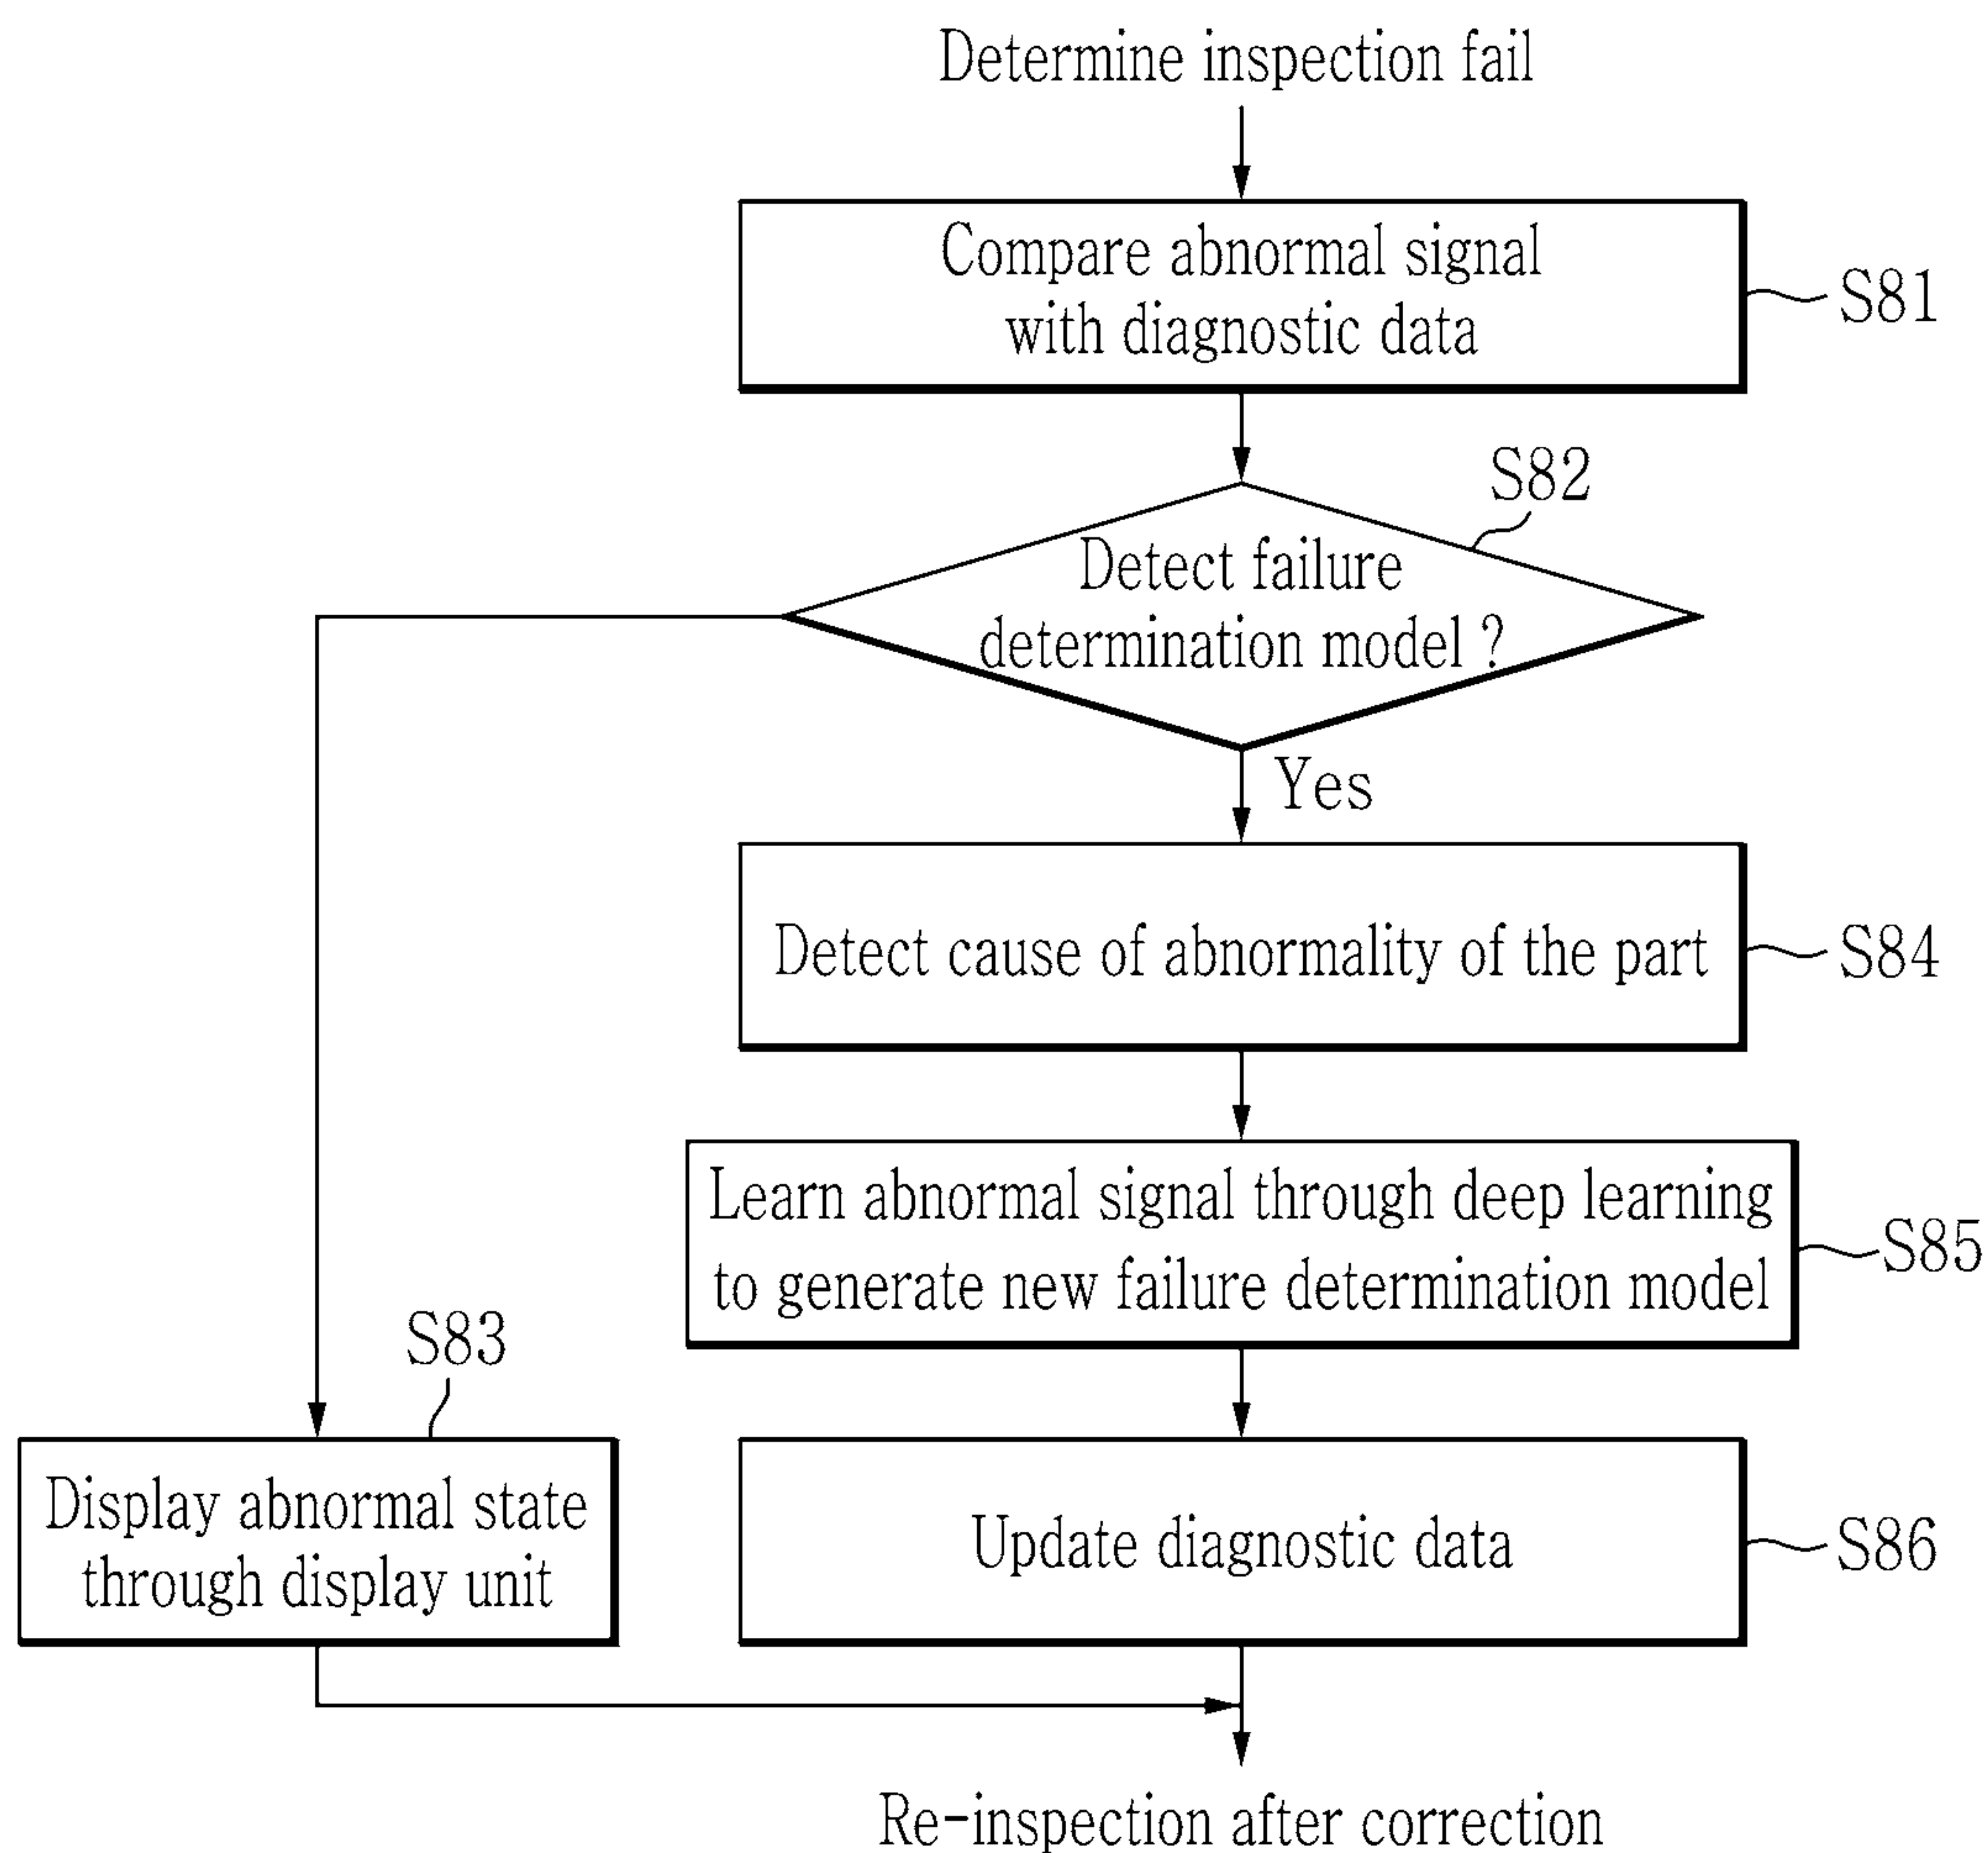 Determine inspection fail
Compare abnormal signal
with diagnostic data
S81
S82
Detect failure
determination model ?
Yes
Detect cause of abnormality of the part
S84
Learn abnormal signal through deep learning
to generate new failure determination model
S85
S83
Display abnormal state
through display unit
Update diagnostic data
S86
Re-inspection after correction